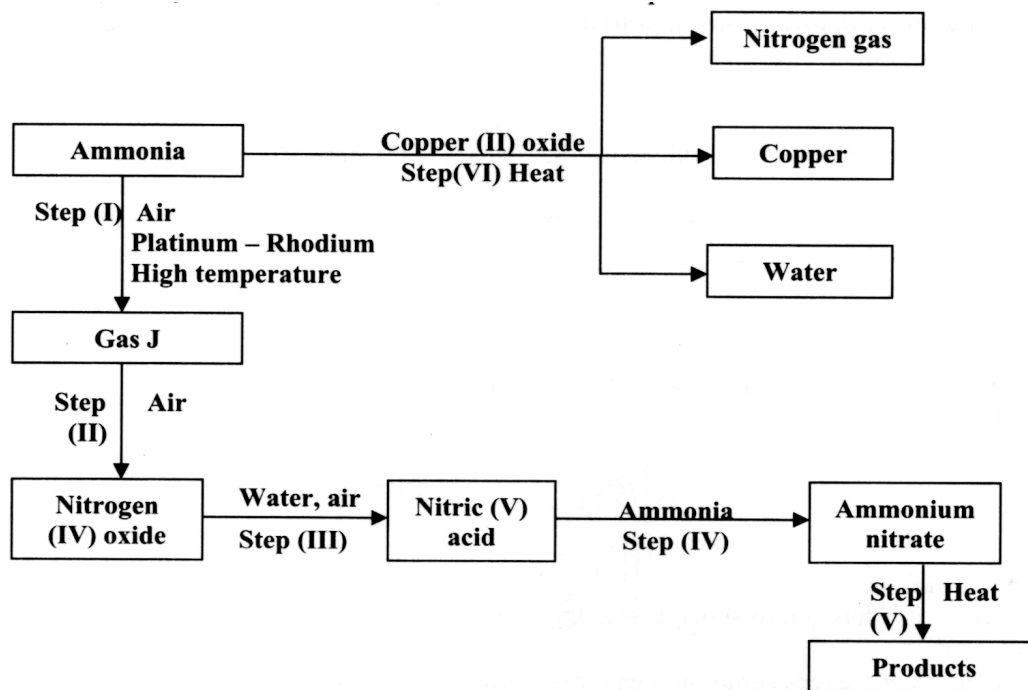 Nitrogen gas
Ammonia
Copper (II) oxide
Step(VI) Heat
Copper
Step (I) Air
Platinum – Rhodium
High temperature
Water
Gas J
Step Air
(II)
Nitrogen
(IV) oxide
Water, air
Step (III)
Nitric (V)
acid
Ammonia
Step (IV)
Ammonium
nitrate
Step Heat
(V)
Products